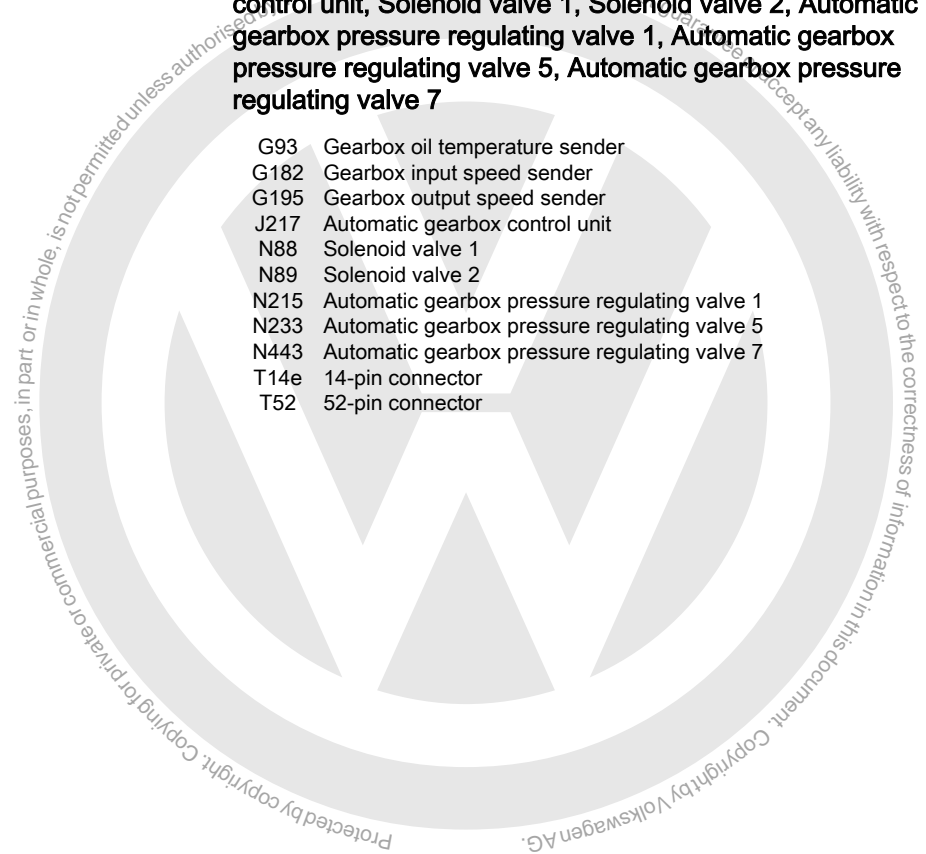 control unit, Solenoid valve 1, Solenoid valve 2, Automatic
gearbox pressure regulating valve 1, Automatic gearbox
pressure regulating valve 5, Automatic gearbox pressure
regulating valve 7
G93 Gearbox oil temperature sender
G182 Gearbox input speed sender
G195 Gearbox output speed sender
J217 Automatic gearbox control unit
N88 Solenoid valve 1
N89 Solenoid valve 2
N215 Automatic gearbox pressure regulating valve 1
N233 Automatic gearbox pressure regulating valve 5
N443 Automatic gearbox pressure regulating valve 7
T14e 14-pin connector
T52 52-pin connector
Protected by copyright. Copying for private or commercial purposes, in part or in whole, is not permitted unless authorised
accept any liability with respect to the correctness of information in this document. Copyright by Volkswagen AG.